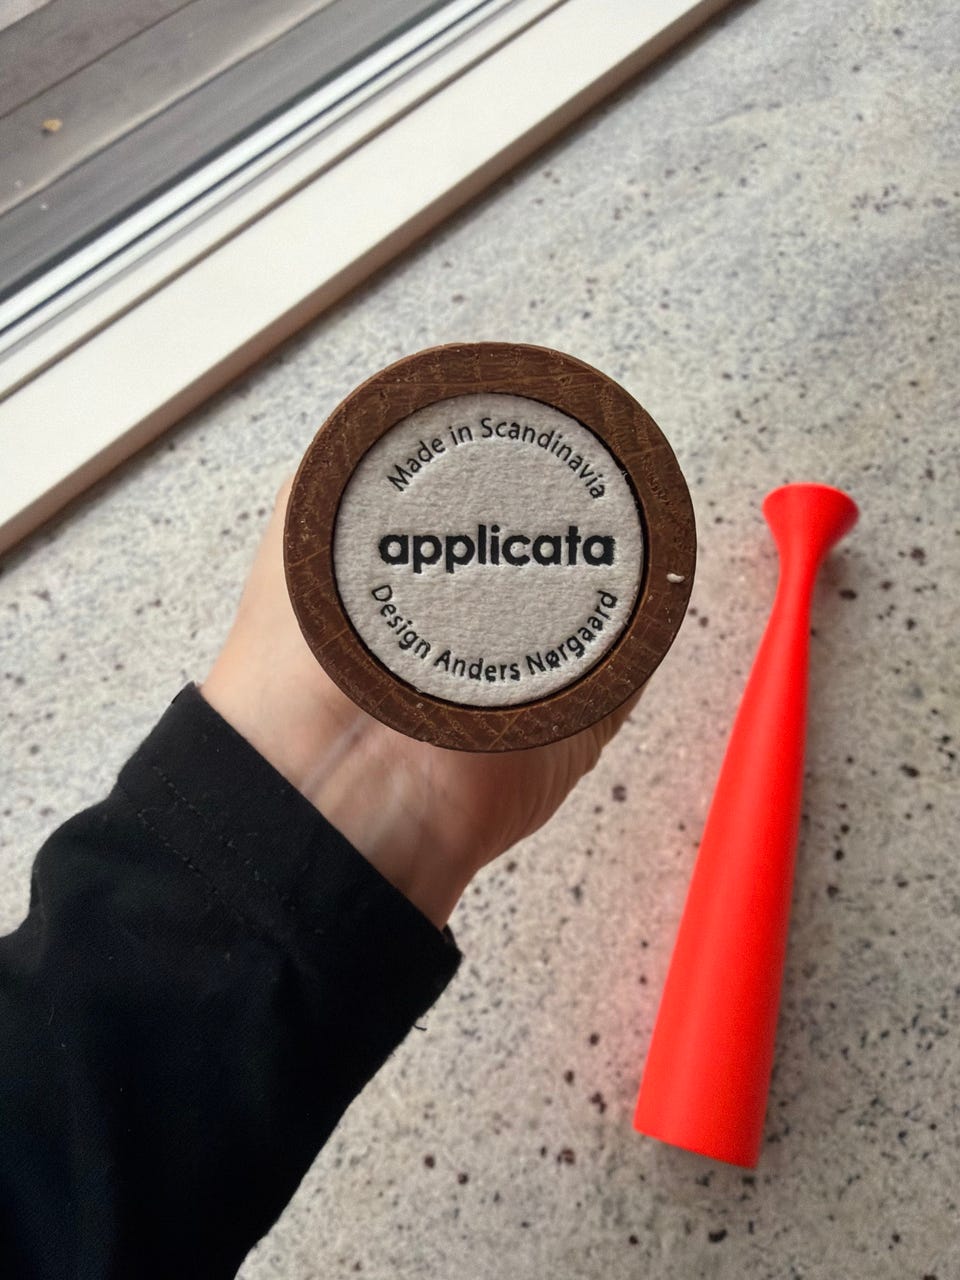 Made in Scandinavia
applicata
Design Anders Nørgaard